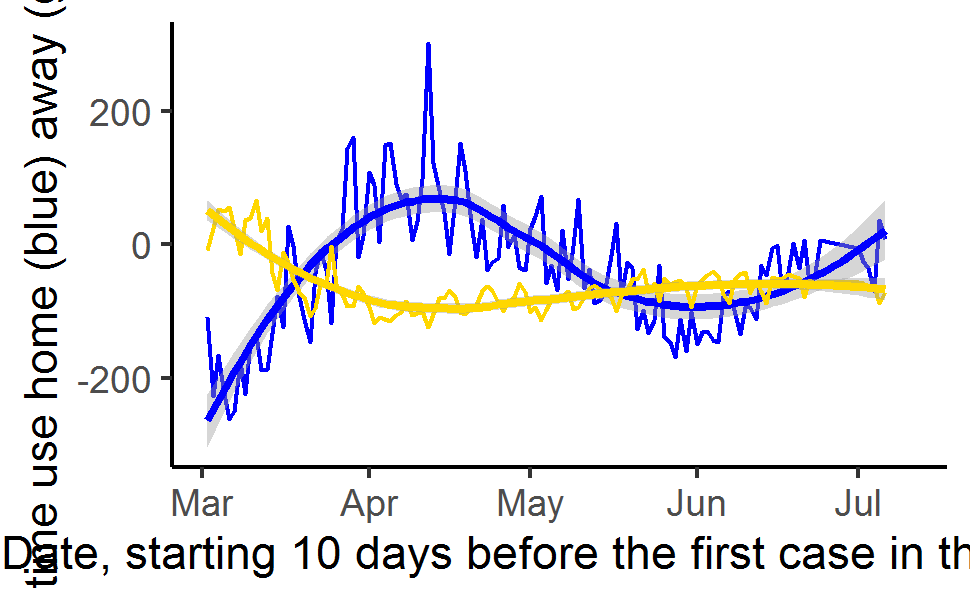 time use home (blue) away (
200
0
-200
Mar Apr May Jun Jul
Date, starting 10 days before the first case in th